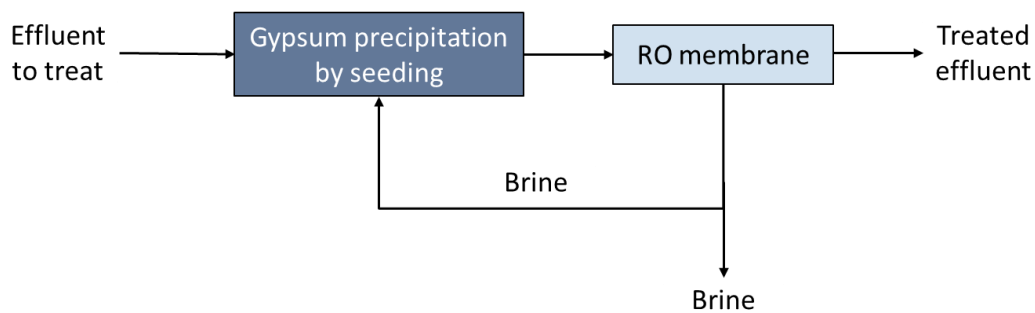 Effluent
to treat
Gypsum precipitation
by seeding
RO membrane
Treated
effluent
Brine
Brine